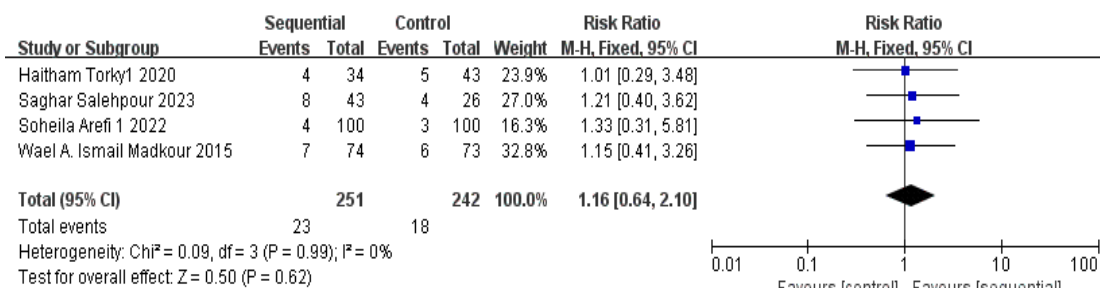 Sequential Control Risk Ratio Risk Ratio
Study or Subgroup Events Total Events Total Weight M-H, Fixed, 95% CI M-H, Fixed, 95% CI
Haitham Torky1 2020 4 34 5 43 23.9% 1.01 [0.29, 3.48]
Saghar Salehpour 2023 8 43 4 26 27.0% 1.21 [0.40, 3.62]
Soheila Arefi 1 2022 4 100 3 100 16.3% 1.33 [0.31, 5.81]
Wael A. Ismail Madkour 2015 7 74 6 73 32.8% 1.15 [0.41, 3.26]
Total (95% CI) 251 242 100.0% 1.16 [0.64, 2.10]
Total events 23 18
Heterogeneity: Chi² = 0.09, df = 3 (P = 0.99); I² = 0%
Test for overall effect: Z = 0.50 (P = 0.62)
0.01 0.1 1 10 100
Favours [control] Favours [sequential]